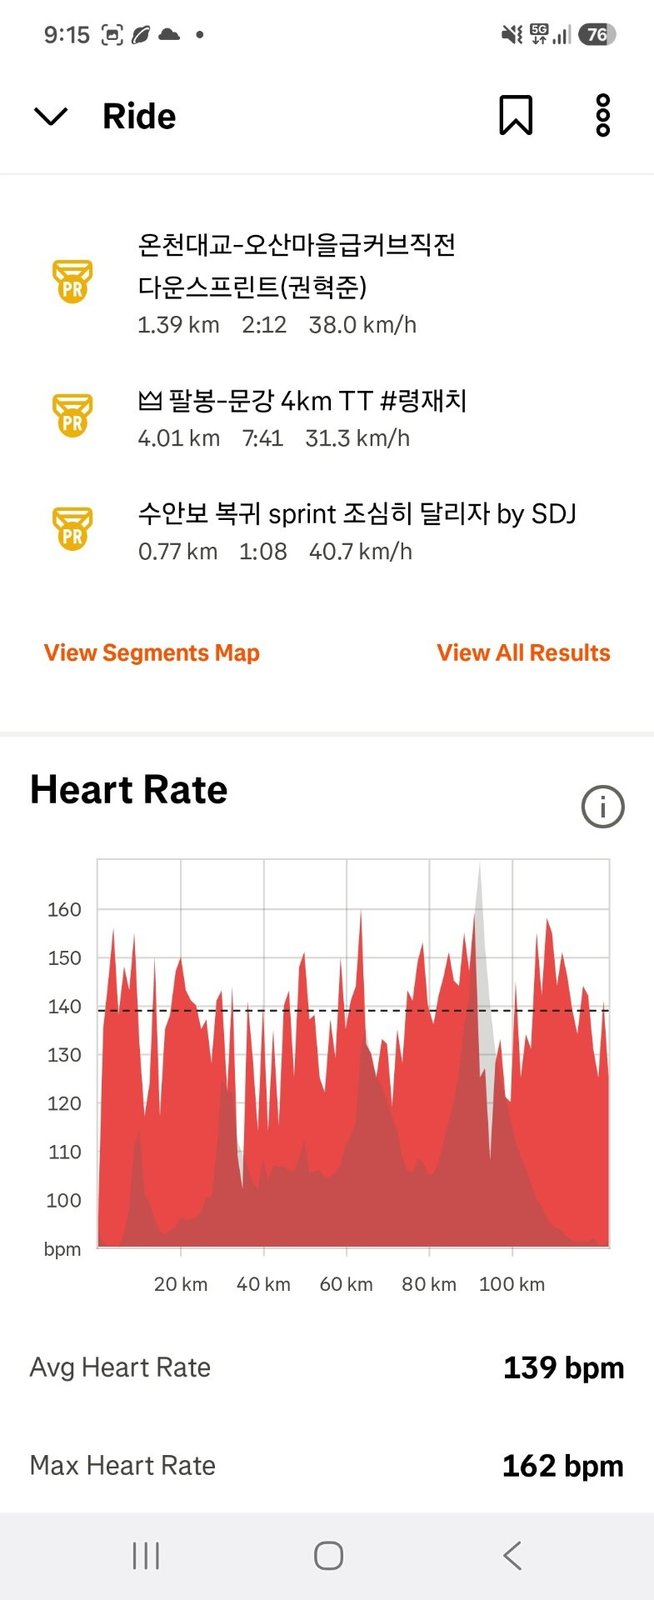 9:15
5G
76
Ride
온천대교-오산마을급커브직전
다운스프린트(권혁준)
PR
1.39 km 2:12 38.0 km/h
팔봉-문강 4km TT #령재치
PR
4.01 km 7:41 31.3 km/h
수안보 복귀 sprint 조심히 달리자 by SDJ
PR
0.77 km 1:08 40.7 km/h
View Segments Map View All Results
Heart Rate
160
150
140
130
120
110
100
bpm
20 km 40 km 60 km 80 km 100 km
Avg Heart Rate 139 bpm
Max Heart Rate 162 bpm